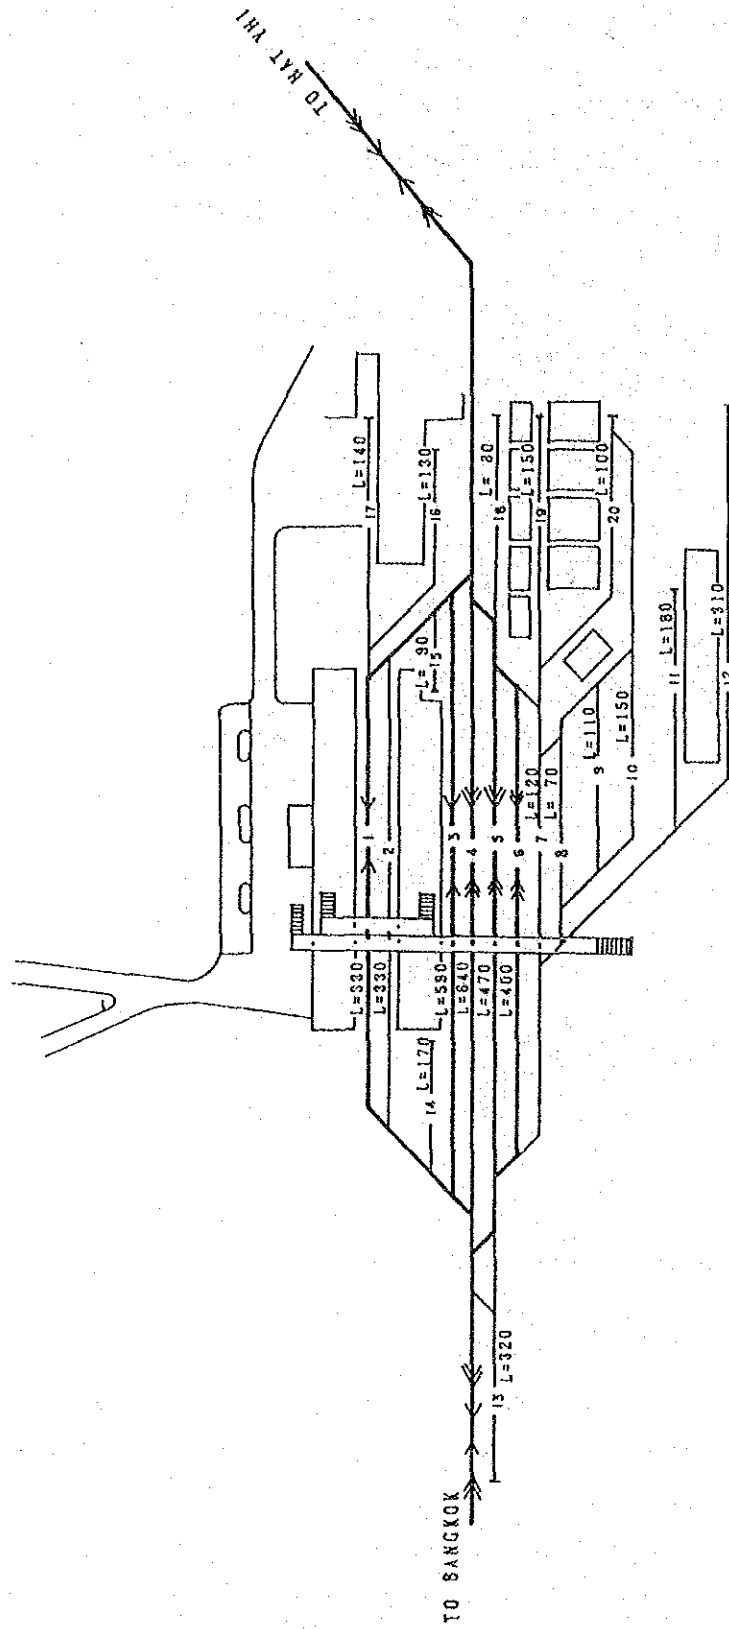 TO HAT YHI
L=140
17
L=130
16
L= 80
18
L=150
19
L=100
20
L= 90
15
L=180
11
L=310
12
L=120
7
L= 70
8
L=110
9
L=150
10
1
2
3
4
5
6
L=330
L=330
L=590
L=640
L=470
L=400
L=170
14
L=320
13
TO BANGKOK